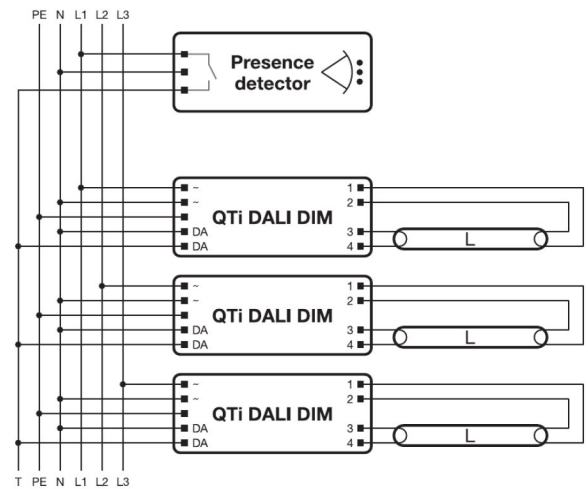 PE N L1 L2 L3
Presence
detector
~ 1
~ 2
QTi DALI DIM
DA 3
DA 4
L
~ 1
~ 2
QTi DALI DIM
DA 3
DA 4
L
~ 1
~ 2
QTi DALI DIM
DA 3
DA 4
L
T PE N L1 L2 L3